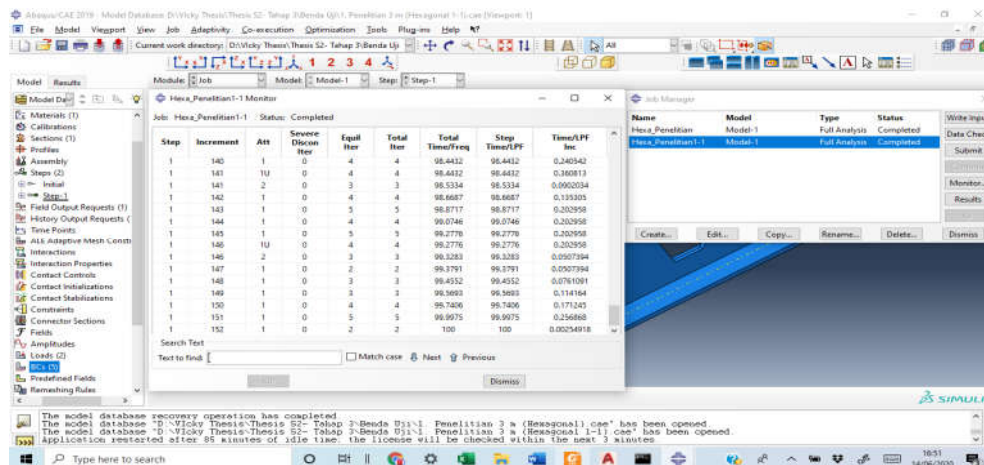 Abaqus/CAE 2019 - Model Database: D:\Vicky Thesis\Thesis S2- Tahap 3\Benda Uji\1. Penelitian 3 m (Hexagonal 1-1).cae [Viewport: 1]
File Model Viewport View Job Adaptivity Co-execution Optimization Tools Plug-ins Help
Current work directory: D:\Vicky Thesis\Thesis S2- Tahap 3\Benda Uji
All
1 2 3 4
Model Results
Module: Job Model: Model-1 Step: Step-1
Materials (1)
Calibrations
Sections (1)
Profiles
Assembly
Steps (2)
Initial
Step-1
Field Output Requests (1)
History Output Requests (
Time Points
ALE Adaptive Mesh Constr
Interactions
Interaction Properties
Contact Controls
Contact Initializations
Contact Stabilizations
Constraints
Connector Sections
Fields
Amplitudes
Loads (2)
BCs (5)
Predefined Fields
Remeshing Rules
Hexa_Penelitian1-1 Monitor
Job: Hexa_Penelitian1-1 Status: Completed
Step Increment Att Severe Discon Iter Equil Iter Total Iter Total Time/Freq Step Time/LPF Time/LPF Inc
1 140 1 0 4 4 98.4432 98.4432 0.240542
1 141 1U 0 4 4 98.4432 98.4432 0.360813
1 141 2 0 3 3 98.5334 98.5334 0.0902034
1 142 1 0 4 4 98.6687 98.6687 0.135305
1 143 1 0 5 5 98.8717 98.8717 0.202958
1 144 1 0 4 4 99.0746 99.0746 0.202958
1 145 1 0 5 5 99.2776 99.2776 0.202958
1 146 1U 0 4 4 99.2776 99.2776 0.202958
1 146 2 0 3 3 99.3283 99.3283 0.0507394
1 147 1 0 2 2 99.3791 99.3791 0.0507394
1 148 1 0 3 3 99.4552 99.4552 0.0761091
1 149 1 0 3 3 99.5693 99.5693 0.114164
1 150 1 0 4 4 99.7406 99.7406 0.171245
1 151 1 0 5 5 99.9975 99.9975 0.256868
1 152 1 0 2 2 100 100 0.00254918
Search Text
Text to find: Match case Next Previous
Dismiss
Job Manager
Name Model Type Status
Hexa_Penelitian Model-1 Full Analysis Completed
Hexa_Penelitian1-1 Model-1 Full Analysis Completed
Write Inpu
Data Chec
Submit
Monitor..
Results
Create... Edit... Copy... Rename... Delete... Dismiss
SIMULI
The model database recovery operation has completed
The model database "D:\Vicky Thesis\Thesis S2- Tahap 3\Benda Uji\1. Penelitian 3 m (Hexagonal).cae" has been opened.
The model database "D:\Vicky Thesis\Thesis S2- Tahap 3\Benda Uji\1. Penelitian 3 m (Hexagonal 1-1).cae" has been opened.
Application restarted after 85 minutes of idle time; the license will be checked within the next 3 minutes
Type here to search
16:51
14/06/2020